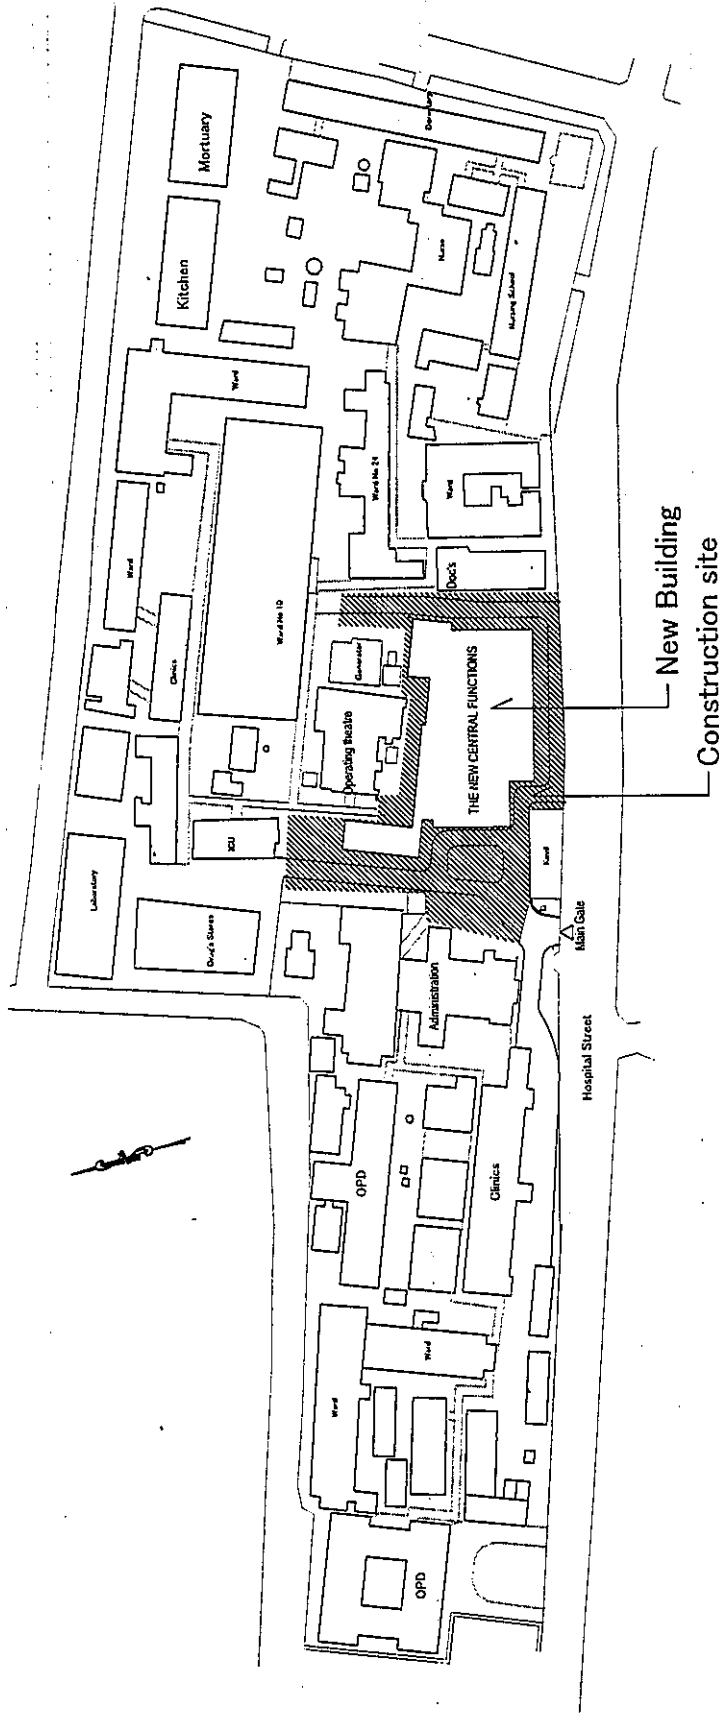 OPD
Ward
Ward
OPD
Clinics
Administration
Hospital Street
Main Gate
Laboratory
Drug's Stores
ICU
Clinics
Ward
Ward
Kitchen
Mortuary
Ward No 10
Operating theatre
Generator
THE NEW CENTRAL FUNCTIONS
Doc's
Ward No 24
Ward
Nursing School
New Building
Construction site